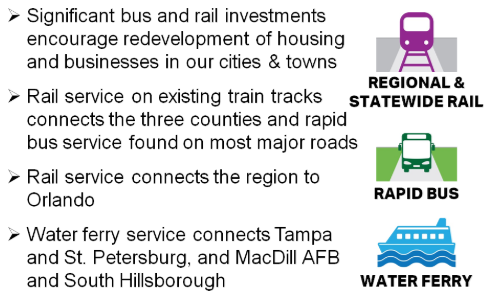 ➤ Significant bus and rail investments
encourage redevelopment of housing
and businesses in our cities & towns
➤ Rail service on existing train tracks
connects the three counties and rapid
bus service found on most major roads
➤ Rail service connects the region to
Orlando
➤ Water ferry service connects Tampa
and St. Petersburg, and MacDill AFB
and South Hillsborough
REGIONAL &
STATEWIDE RAIL
RAPID BUS
WATER FERRY